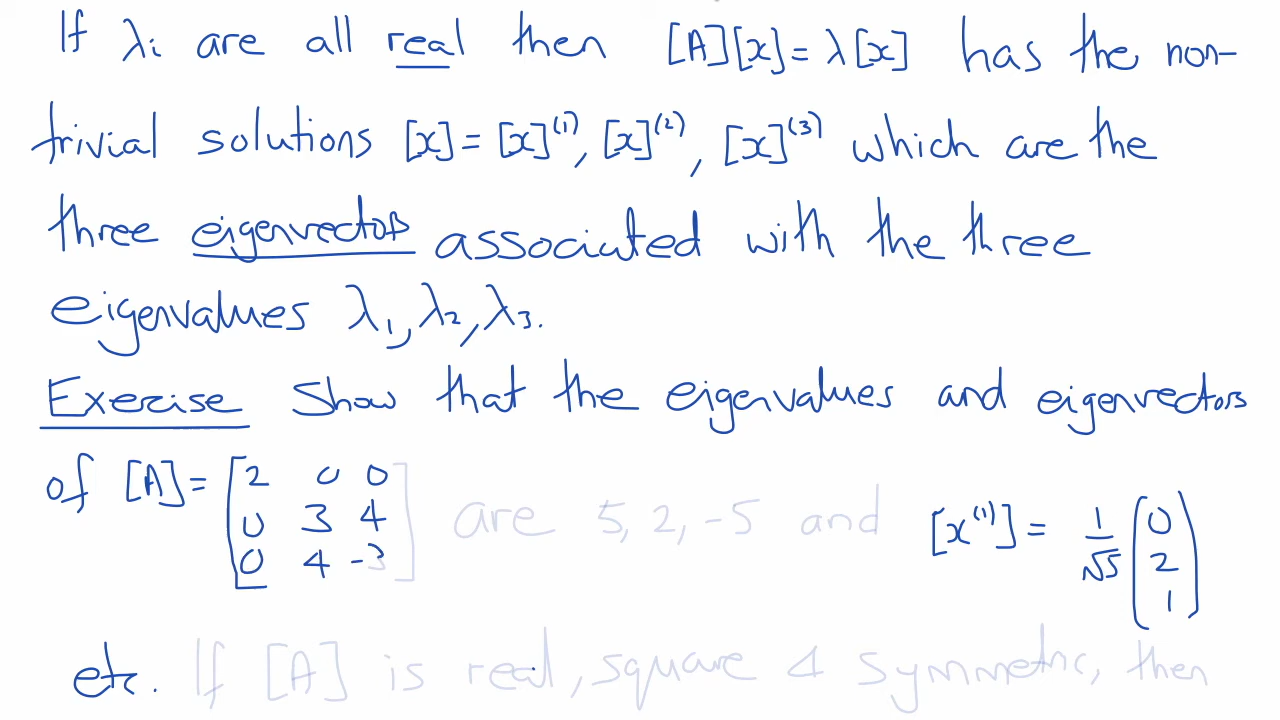 If λi are all real then [A][x] = λ[x] has the non-
trivial solutions [x] = [x]⁽¹⁾, [x]⁽²⁾, [x]⁽³⁾ which are the
three eigenvectors associated with the three
eigenvalues λ₁, λ₂, λ₃.
Exercise Show that the eigenvalues and eigenvectors
of [A] = [2 0 0
0 3 4
0 4 -3] are 5, 2, -5 and [x⁽¹⁾] = 1/√5 (0
2
1)
etc. If [A] is real, square & symmetric, then